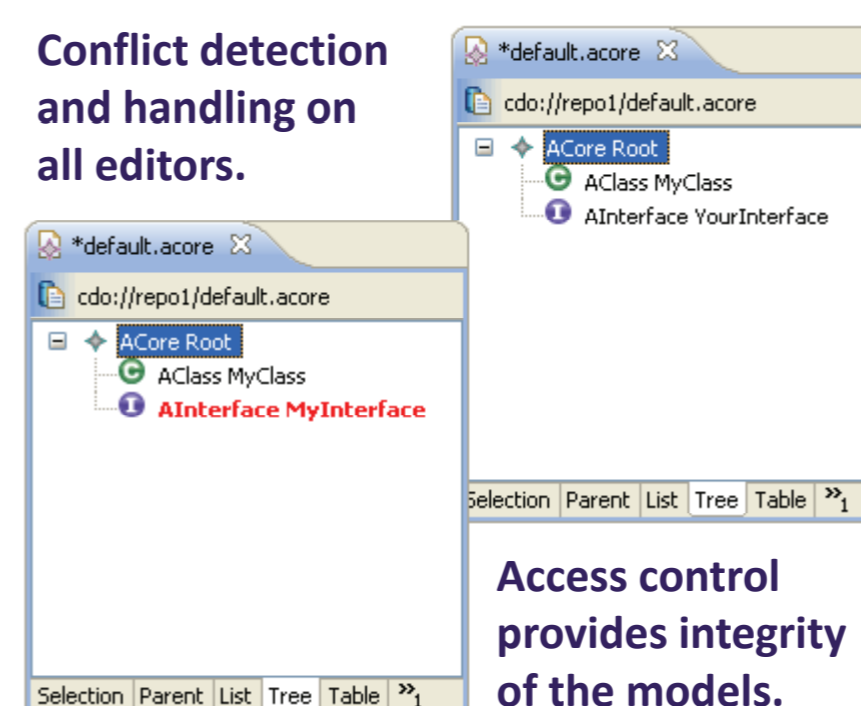 Conflict detection
and handling on
all editors.
*default.acore
cdo://repo1/default.acore
ACore Root
C AClass MyClass
I AInterface YourInterface
Selection Parent List Tree Table »1
*default.acore
cdo://repo1/default.acore
ACore Root
C AClass MyClass
I AInterface MyInterface
Selection Parent List Tree Table »1
Access control
provides integrity
of the models.